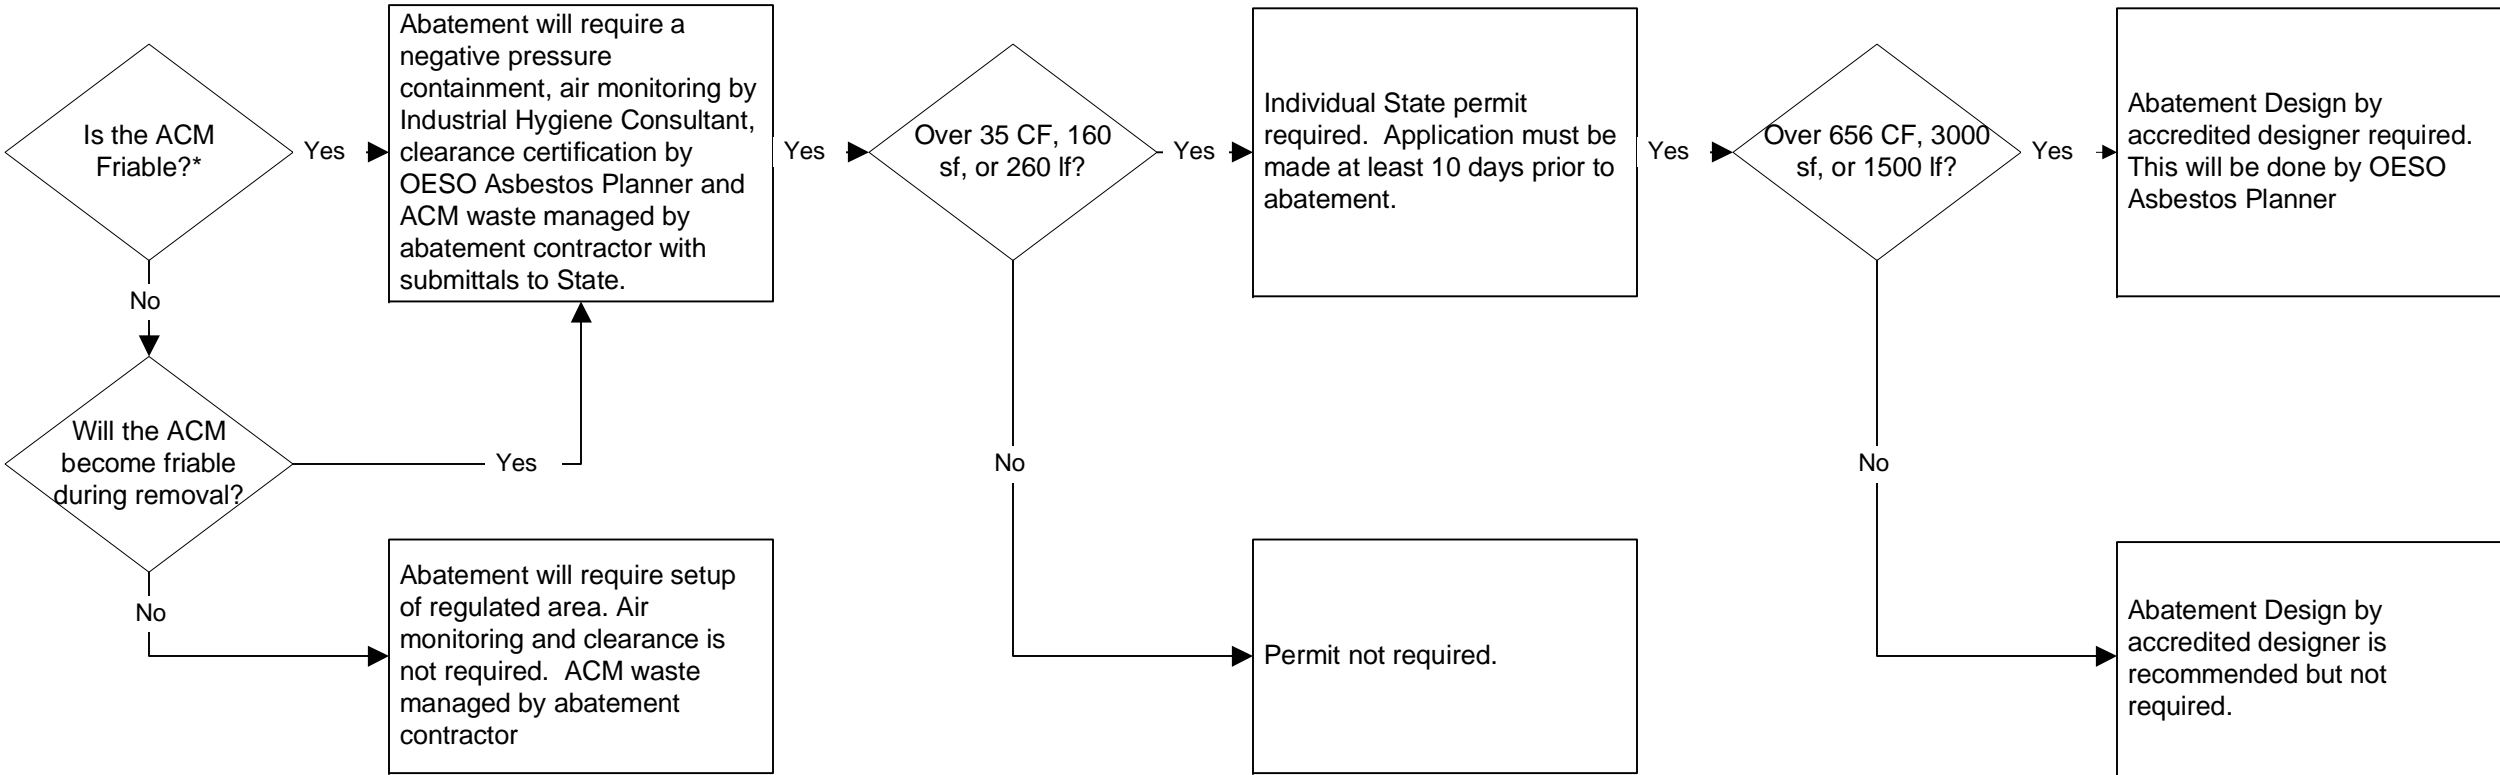 Is the ACM
Friable?*
Yes
Abatement will require a
negative pressure
containment, air monitoring by
Industrial Hygiene Consultant,
clearance certification by
OESO Asbestos Planner and
ACM waste managed by
abatement contractor with
submittals to State.
Yes
Over 35 CF, 160
sf, or 260 lf?
Yes
Individual State permit
required.  Application must be
made at least 10 days prior to
abatement.
Yes
Over 656 CF, 3000
sf, or 1500 lf?
Yes
Abatement Design by
accredited designer required.
This will be done by OESO
Asbestos Planner
No
Will the ACM
become friable
during removal?
Yes
No
No
No
Abatement will require setup
of regulated area. Air
monitoring and clearance is
not required.  ACM waste
managed by abatement
contractor
Permit not required.
Abatement Design by
accredited designer is
recommended but not
required.